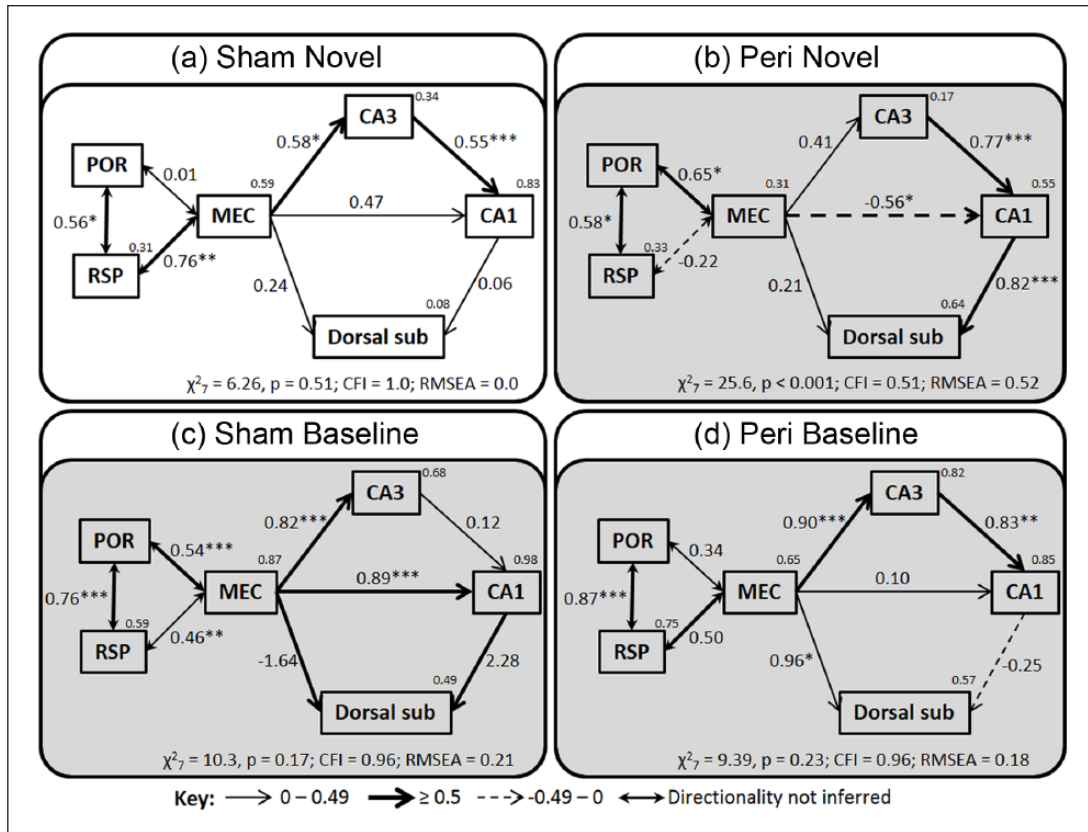 (a) Sham Novel
0.34
CA3
0.58*
0.55***
POR
0.01
0.59
0.83
MEC
0.47
CA1
0.56*
0.31
0.76**
RSP
0.24
0.06
0.08
Dorsal sub
χ²₇ = 6.26, p = 0.51; CFI = 1.0; RMSEA = 0.0
(b) Peri Novel
0.17
CA3
0.41
0.77***
POR
0.65*
0.31
0.55
MEC
-0.56*
CA1
0.58*
0.33
-0.22
RSP
0.21
0.82***
0.64
Dorsal sub
χ²₇ = 25.6, p < 0.001; CFI = 0.51; RMSEA = 0.52
(c) Sham Baseline
0.68
CA3
0.82***
0.12
POR
0.54***
0.87
0.98
MEC
0.89***
CA1
0.76***
0.59
0.46**
RSP
-1.64
2.28
0.49
Dorsal sub
χ²₇ = 10.3, p = 0.17; CFI = 0.96; RMSEA = 0.21
(d) Peri Baseline
0.82
CA3
0.90***
0.83**
POR
0.34
0.65
0.85
MEC
0.10
CA1
0.87***
0.75
0.50
RSP
0.96*
-0.25
0.57
Dorsal sub
χ²₇ = 9.39, p = 0.23; CFI = 0.96; RMSEA = 0.18
Key: 0 – 0.49 ≥ 0.5 -0.49 – 0 Directionality not inferred